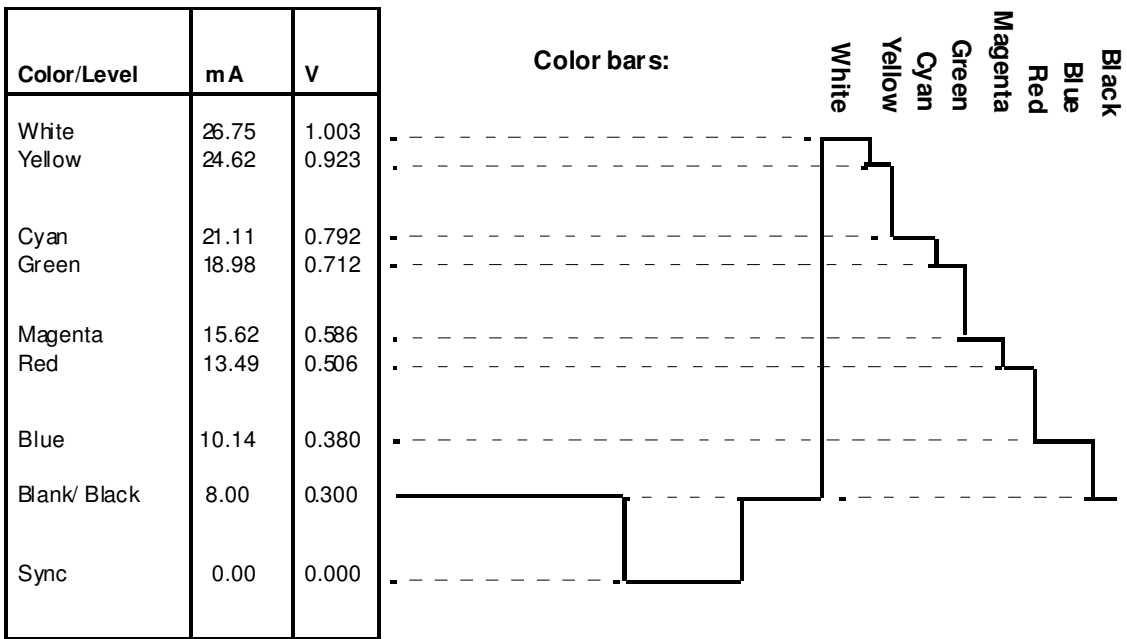 Color/Level mA V
White 26.75 1.003
Yellow 24.62 0.923
Cyan 21.11 0.792
Green 18.98 0.712
Magenta 15.62 0.586
Red 13.49 0.506
Blue 10.14 0.380
Blank/ Black 8.00 0.300
Sync 0.00 0.000
Color bars:
White
Yellow
Cyan
Green
Magenta
Red
Blue
Black